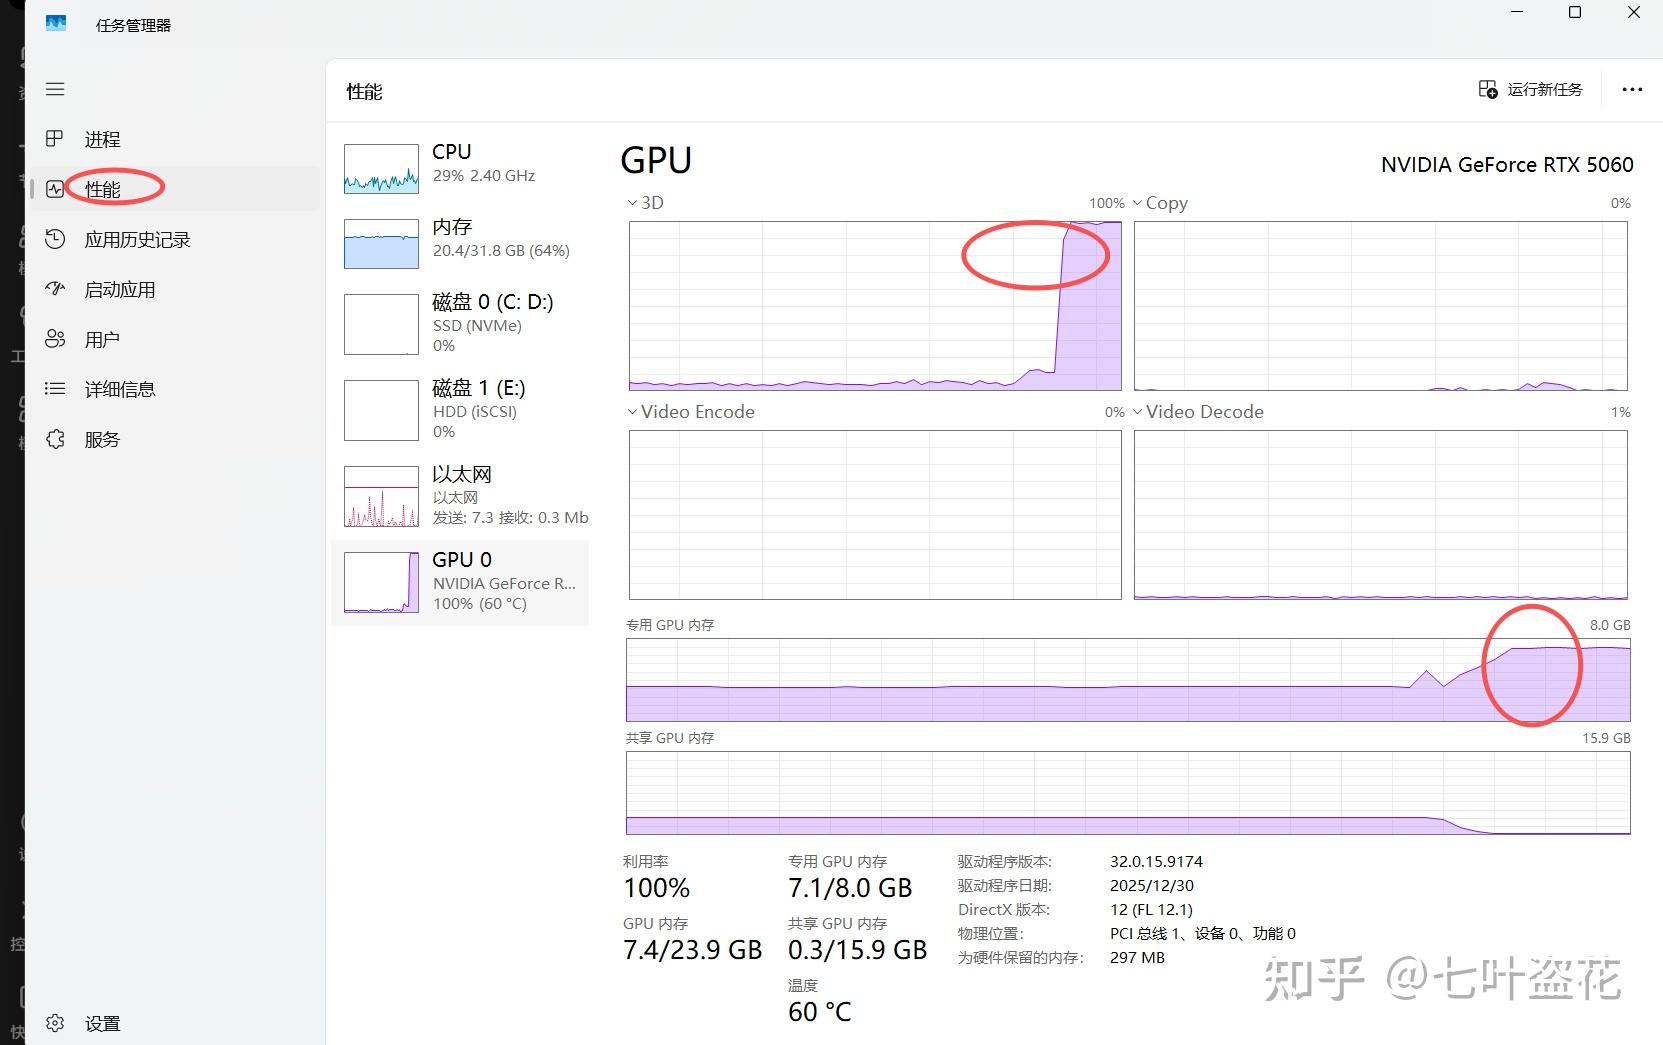 任务管理器
性能
运行新任务
进程
性能
应用历史记录
启动应用
用户
详细信息
服务
设置
CPU
29% 2.40 GHz
内存
20.4/31.8 GB (64%)
磁盘 0 (C: D:)
SSD (NVMe)
0%
磁盘 1 (E:)
HDD (iSCSI)
0%
以太网
以太网
发送: 7.3 接收: 0.3 Mb
GPU 0
NVIDIA GeForce R...
100% (60 °C)
GPU
NVIDIA GeForce RTX 5060
3D 100%
Copy 0%
Video Encode 0%
Video Decode 1%
专用 GPU 内存 8.0 GB
共享 GPU 内存 15.9 GB
利用率
100%
专用 GPU 内存
7.1/8.0 GB
GPU 内存
7.4/23.9 GB
共享 GPU 内存
0.3/15.9 GB
温度
60 °C
驱动程序版本: 32.0.15.9174
驱动程序日期: 2025/12/30
DirectX 版本: 12 (FL 12.1)
物理位置: PCI 总线 1、设备 0、功能 0
为硬件保留的内存: 297 MB
知乎 @七叶盗花